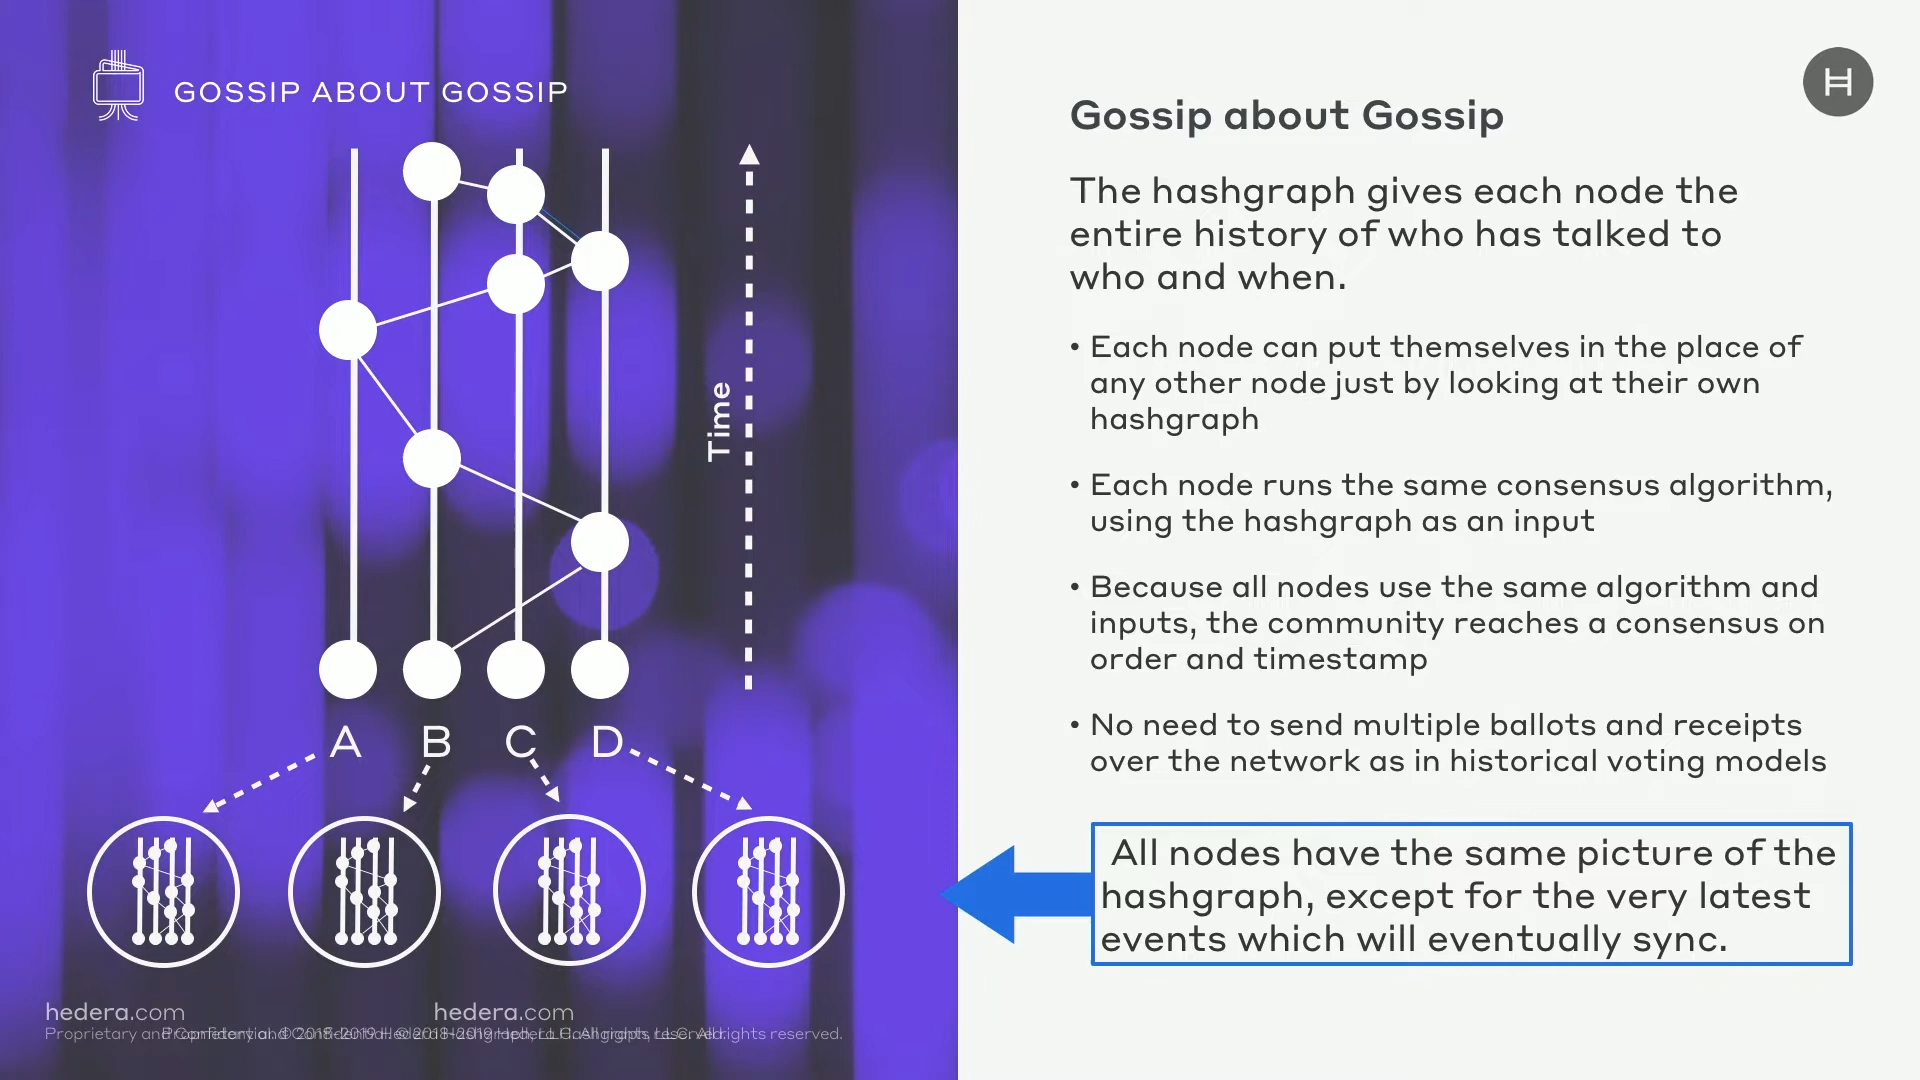 GOSSIP ABOUT GOSSIP
Time
A B C D
hedera.com
hedera.com
rights reserved.
H
Gossip about Gossip
The hashgraph gives each node the
entire history of who has talked to
who and when.
• Each node can put themselves in the place of
any other node just by looking at their own
hashgraph
• Each node runs the same consensus algorithm,
using the hashgraph as an input
• Because all nodes use the same algorithm and
inputs, the community reaches a consensus on
order and timestamp
• No need to send multiple ballots and receipts
over the network as in historical voting models
All nodes have the same picture of the
hashgraph, except for the very latest
events which will eventually sync.